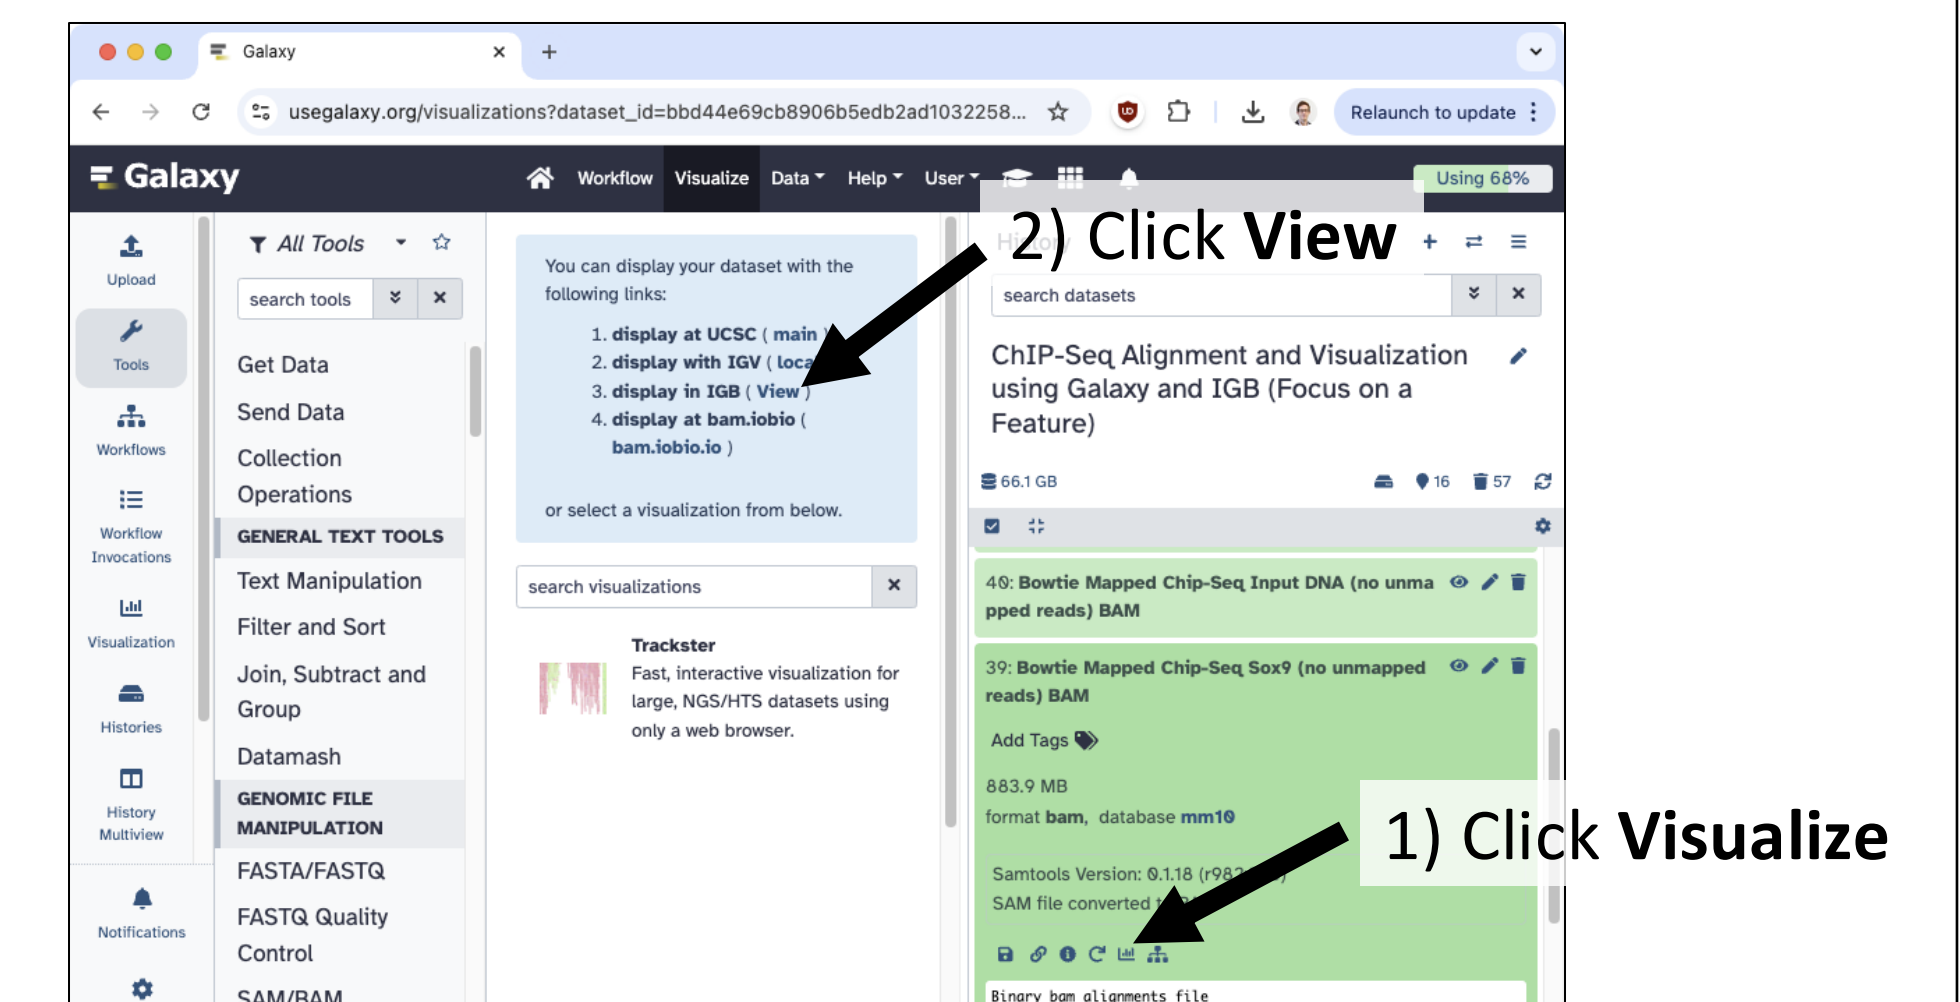 Galaxy
usegalaxy.org/visualizations?dataset_id=bbd44e69cb8906b5edb2ad1032258...
Relaunch to update
Galaxy
Workflow Visualize Data Help User
Using 68%
Upload
Tools
Workflows
Workflow
Invocations
Visualization
Histories
History
Multiview
Notifications
All Tools
search tools
Get Data
Send Data
Collection
Operations
GENERAL TEXT TOOLS
Text Manipulation
Filter and Sort
Join, Subtract and
Group
Datamash
GENOMIC FILE
MANIPULATION
FASTA/FASTQ
FASTQ Quality
Control
SAM/BAM
You can display your dataset with the
following links:
1. display at UCSC ( main )
2. display with IGV (
3. display in IGB ( View )
4. display at bam.iobio (
bam.iobio.io )
or select a visualization from below.
search visualizations
Trackster
Fast, interactive visualization for
large, NGS/HTS datasets using
only a web browser.
2) Click View
History
search datasets
ChIP-Seq Alignment and Visualization
using Galaxy and IGB (Focus on a
Feature)
66.1 GB
16 57
40: Bowtie Mapped Chip-Seq Input DNA (no unma
pped reads) BAM
39: Bowtie Mapped Chip-Seq Sox9 (no unmapped
reads) BAM
Add Tags
883.9 MB
format bam, database mm10
1) Click Visualize
Samtools Version: 0.1.18
SAM file converted
Binary bam alignments file